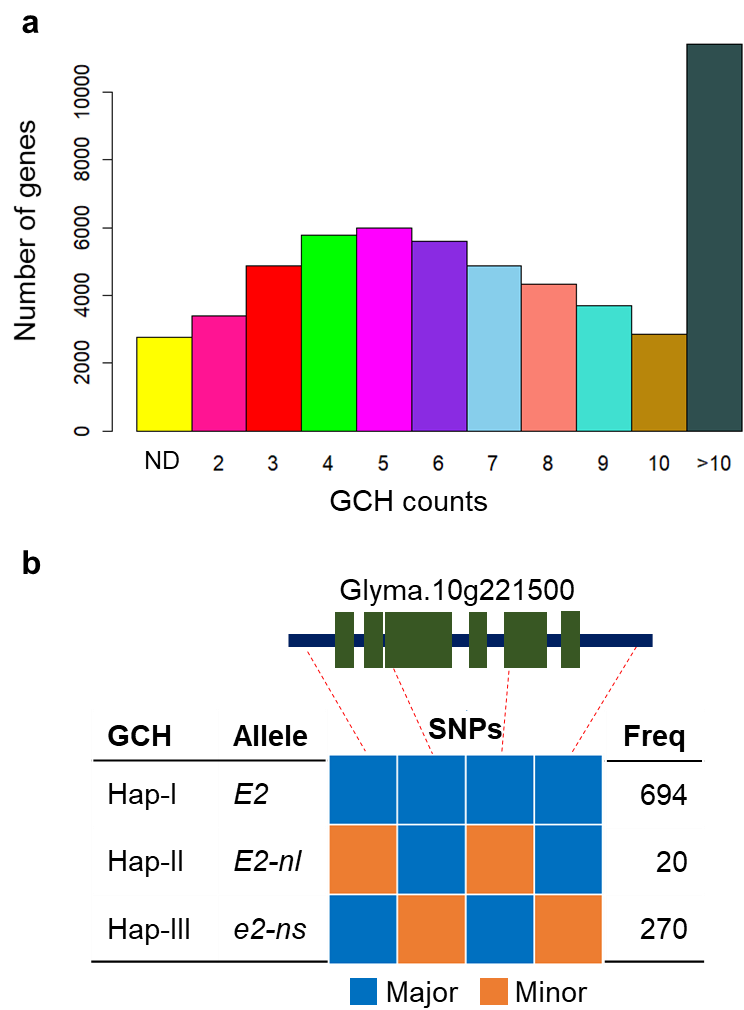 a
Number of genes
10000
8000
6000
4000
2000
0
ND 2 3 4 5 6 7 8 9 10 >10
GCH counts
b
Glyma.10g221500
GCH Allele SNPs Freq
Hap-I E2 694
Hap-II E2-nl 20
Hap-III e2-ns 270
Major Minor